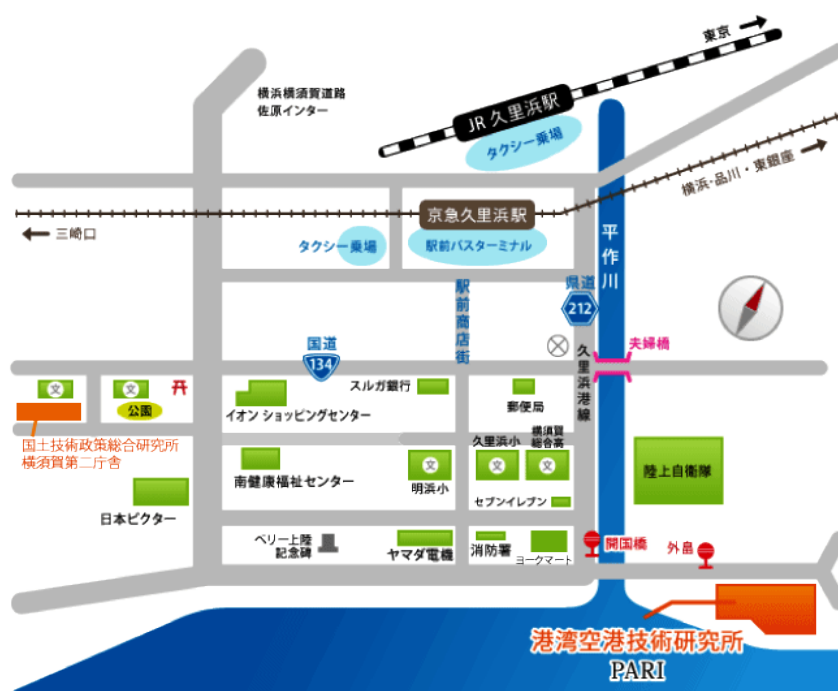 東京
横浜横須賀道路
佐原インター
JR 久里浜駅
タクシー乗場
横浜・品川・東銀座
京急久里浜駅
三崎口
タクシー乗場
駅前バスターミナル
平作川
駅前商店街
県道
212
国道
134
久里浜港線
夫婦橋
文
文
公園
イオン ショッピングセンター
スルガ銀行
郵便局
国土技術政策総合研究所
横須賀第二庁舎
久里浜小
横須賀
総合高
南健康福祉センター
文
明浜小
文
文
陸上自衛隊
セブンイレブン
日本ビクター
ペリー上陸
記念碑
ヤマダ電機
消防署
ヨークマート
開国橋
外畠
港湾空港技術研究所
PARI